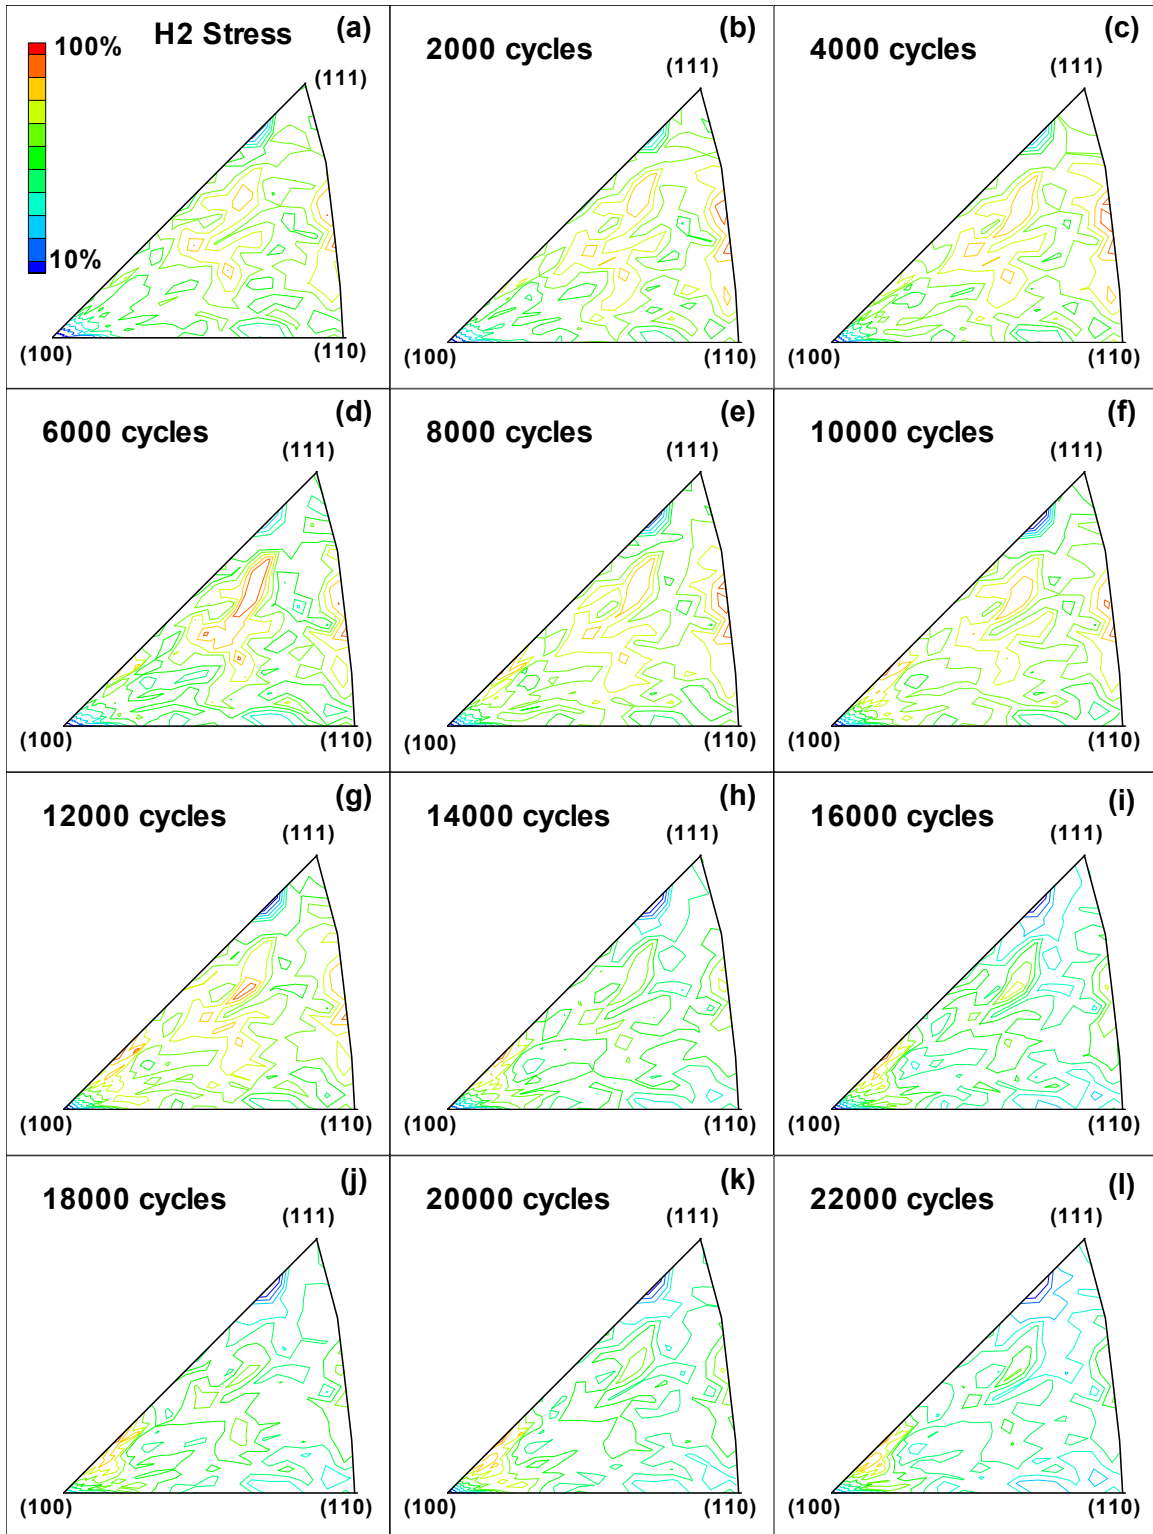 H2 Stress (a)
100%
10%
(111)
(100) (110)
2000 cycles (b)
(111)
(100) (110)
4000 cycles (c)
(111)
(100) (110)
6000 cycles (d)
(111)
(100) (110)
8000 cycles (e)
(111)
(100) (110)
10000 cycles (f)
(111)
(100) (110)
12000 cycles (g)
(111)
(100) (110)
14000 cycles (h)
(111)
(100) (110)
16000 cycles (i)
(111)
(100) (110)
18000 cycles (j)
(111)
(100) (110)
20000 cycles (k)
(111)
(100) (110)
22000 cycles (l)
(111)
(100) (110)